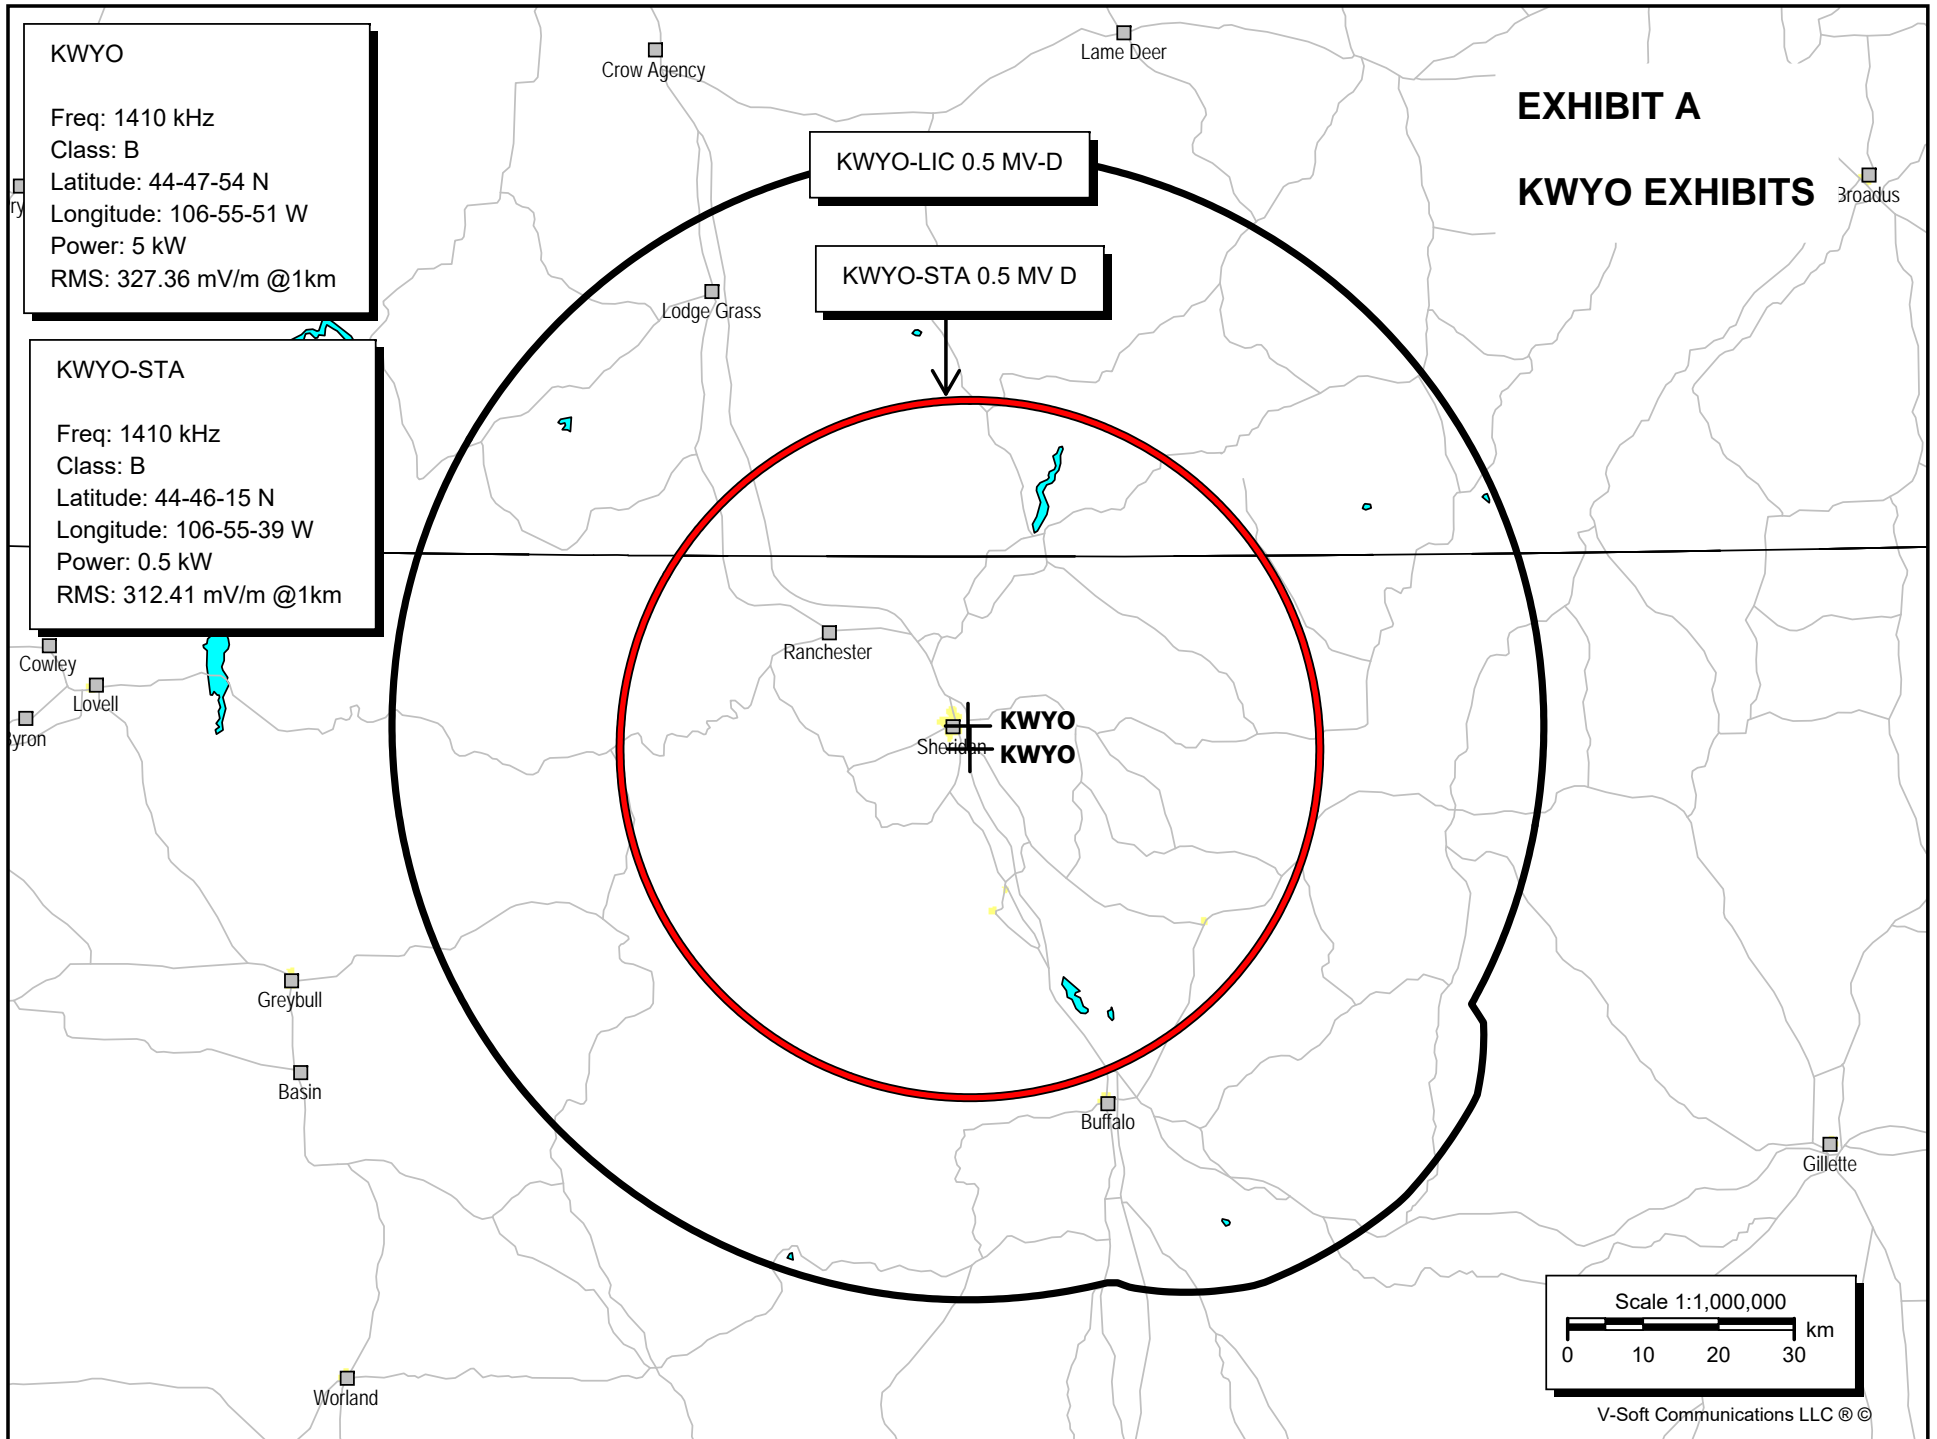 KWYO
Freq: 1410 kHz
Class: B
Latitude: 44-47-54 N
Longitude: 106-55-51 W
Power: 5 kW
RMS: 327.36 mV/m @1km
KWYO-STA
Freq: 1410 kHz
Class: B
Latitude: 44-46-15 N
Longitude: 106-55-39 W
Power: 0.5 kW
RMS: 312.41 mV/m @1km
EXHIBIT A
KWYO EXHIBITS
KWYO-LIC 0.5 MV-D
KWYO-STA 0.5 MV D
Crow Agency
Lame Deer
ry
Broadus
Lodge Grass
Cowley
Lovell
Byron
Ranchester
Sheridan
KWYO
KWYO
Greybull
Basin
Buffalo
Gillette
Worland
Scale 1:1,000,000
km
0 10 20 30
V-Soft Communications LLC ® ©